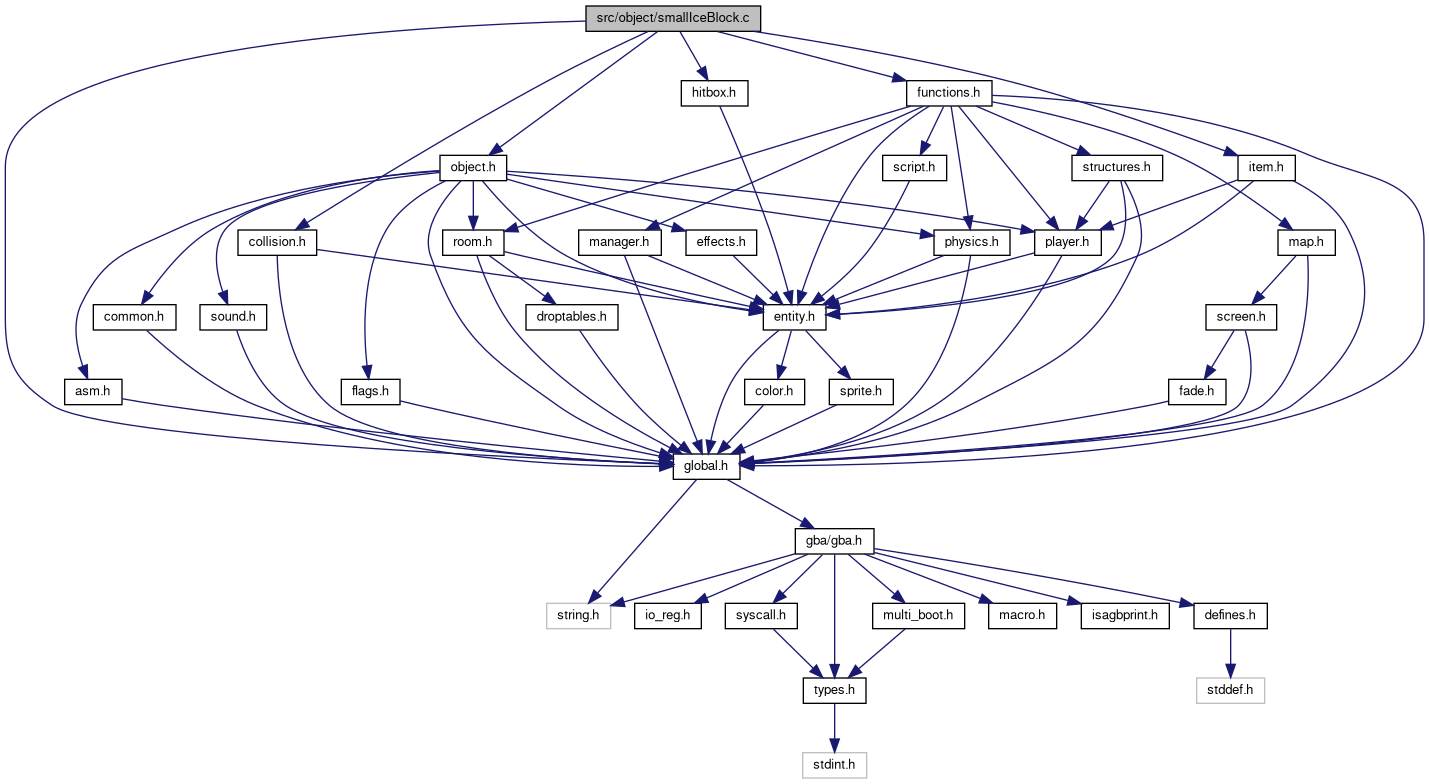 src/object/smallIceBlock.c
hitbox.h
functions.h
object.h
script.h
structures.h
item.h
collision.h
room.h
manager.h
effects.h
physics.h
player.h
map.h
common.h
sound.h
droptables.h
entity.h
screen.h
asm.h
flags.h
color.h
sprite.h
fade.h
global.h
gba/gba.h
string.h
io_reg.h
syscall.h
multi_boot.h
macro.h
isagbprint.h
defines.h
types.h
stddef.h
stdint.h